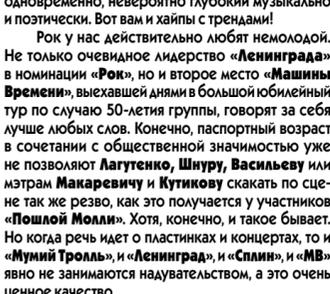 одновременно, невероятно глубокий музыкально
и поэтически. Вот вам и хайпы с трендами!
Рок у нас действительно любят немолодой.
Не только очевидное лидерство «Ленинграда»
в номинации «Рок», но и второе место «Машины
Времени», выехавшей днями в большой юбилейный
тур по случаю 50-летия группы, говорят за себя
лучше любых слов. Конечно, паспортный возраст
в сочетании с общественной значимостью уже
не позволяют Лагутенко, Шнуру, Васильеву или
мэтрам Макаревичу и Кутикову скакать по сце-
не так же резво, как это получается у участников
«Пошлой Молли». Хотя, конечно, и такое бывает.
Но когда речь идет о пластинках и концертах, то и
«Мумий Тролль», и «Ленинград», и «Сплин», и «МВ»
явно не занимаются надувательством, а это очень
ценное качество.